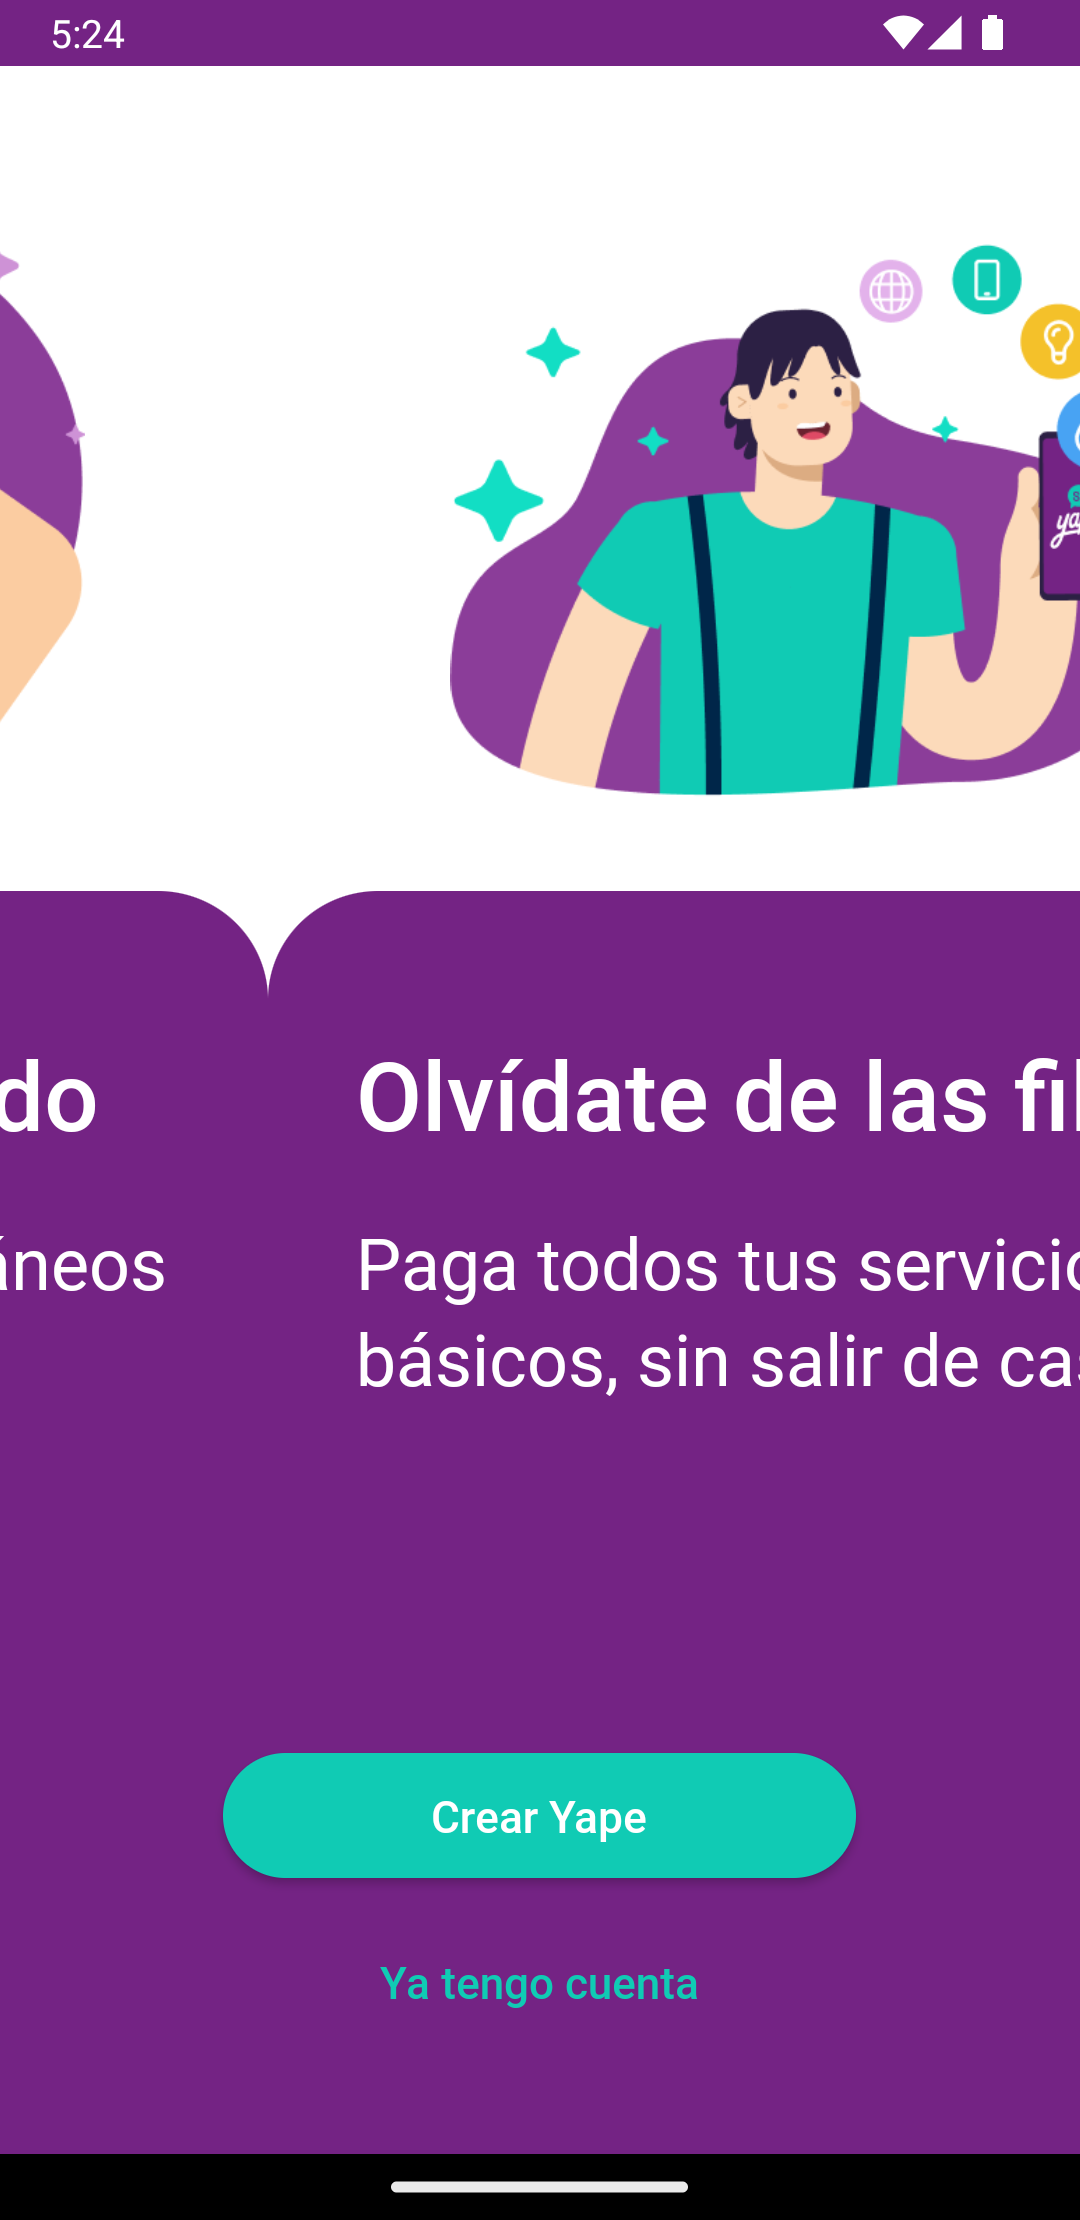 5:24
do
áneos
Olvídate de las fil
Paga todos tus servicio
básicos, sin salir de cas
Crear Yape
Ya tengo cuenta